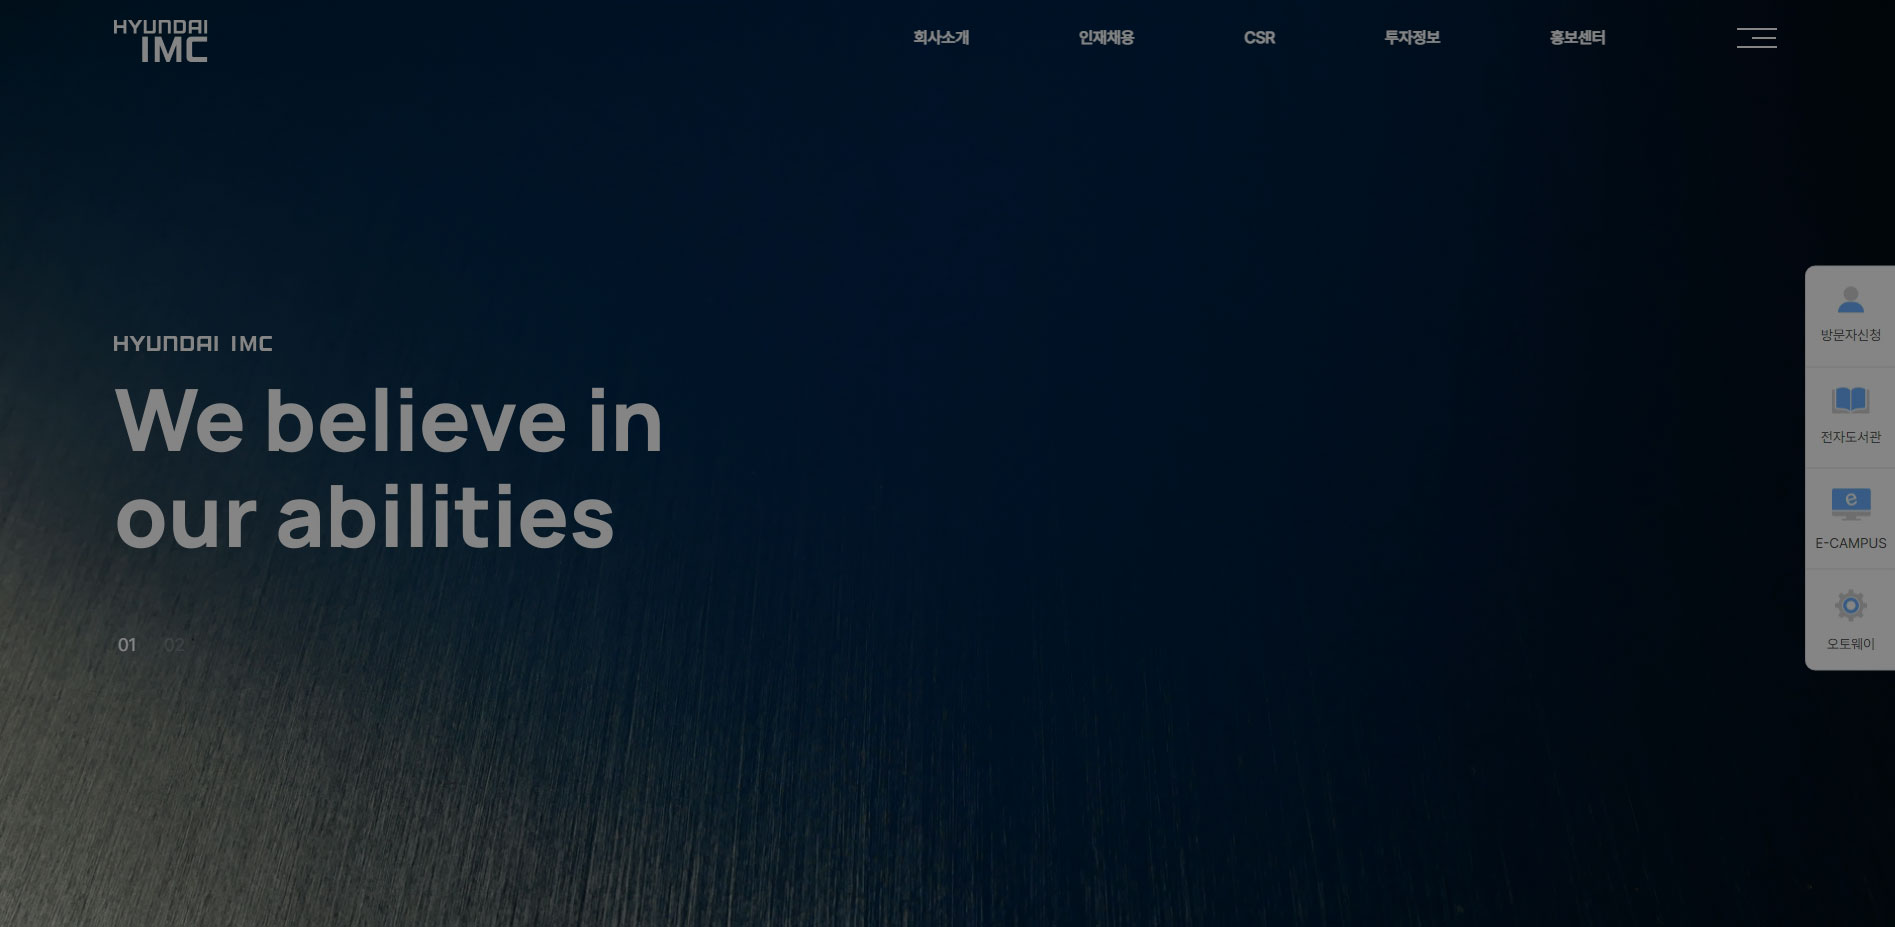 HYUNDAI
IMC
회사소개
인재채용
CSR
투자정보
홍보센터
HYUNDAI IMC
We believe in
our abilities
01 02
방문자신청
전자도서관
e
E-CAMPUS
오토웨이